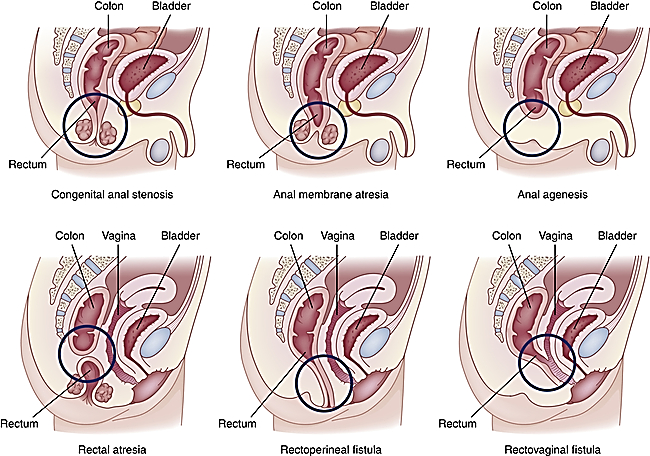 Colon Bladder
Colon Bladder
Colon Bladder
Rectum
Rectum
Rectum
Congenital anal stenosis
Anal membrane atresia
Anal agenesis
Colon Vagina Bladder
Colon Vagina Bladder
Colon Vagina Bladder
Rectum
Rectum
Rectum
Rectal atresia
Rectoperineal fistula
Rectovaginal fistula